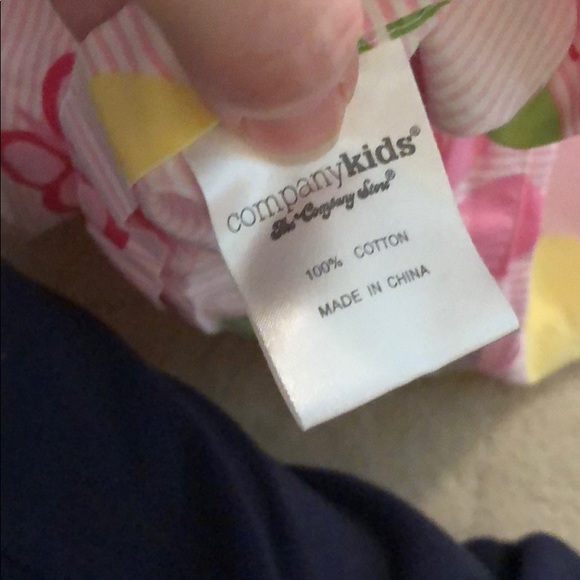 companykids®
The Company Store®
100% COTTON
MADE IN CHINA